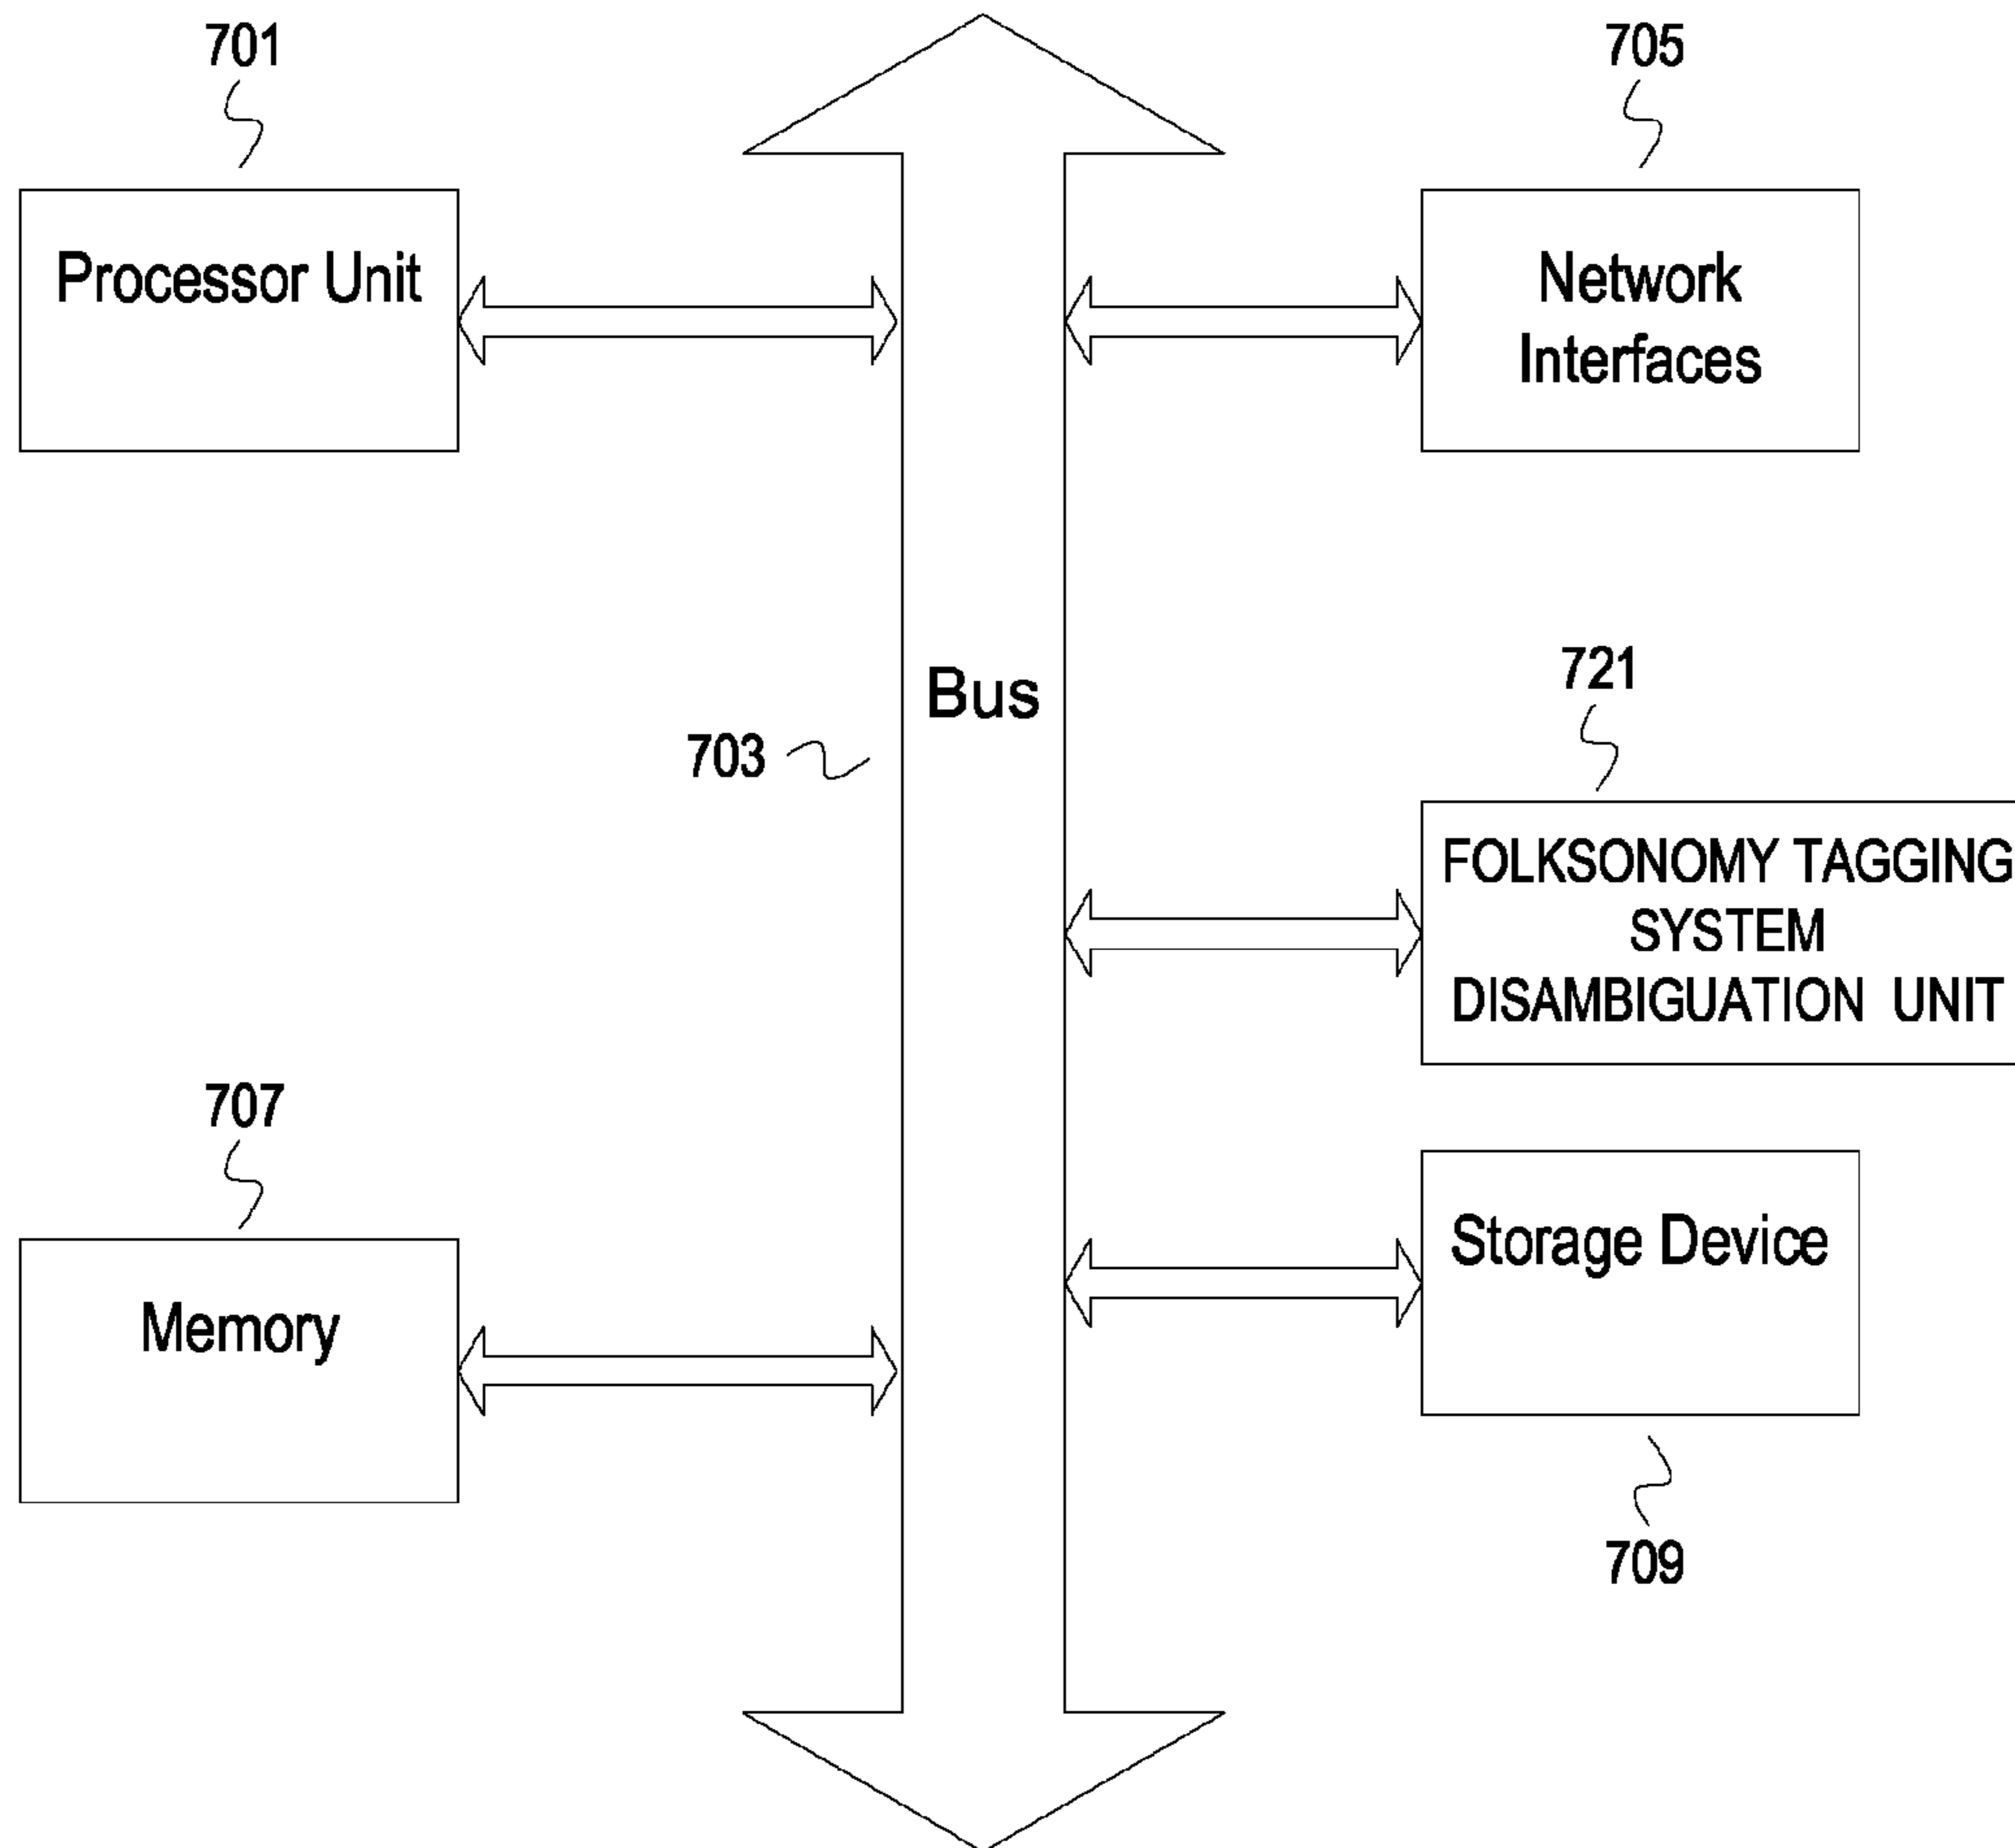 701
Processor Unit
705
Network
Interfaces
Bus
703
721
FOLKSONOMY TAGGING
SYSTEM
DISAMBIGUATION UNIT
707
Memory
Storage Device
709